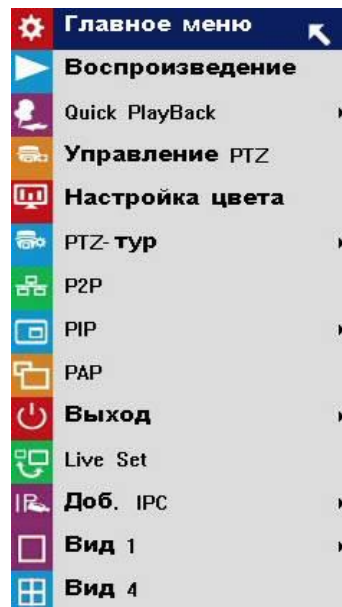 Главное меню
Воспроизведение
Quick PlayBack
Управление PTZ
Настройка цвета
PTZ-тур
P2P
PIP
PAP
Выход
Live Set
Доб. IPC
Вид 1
Вид 4